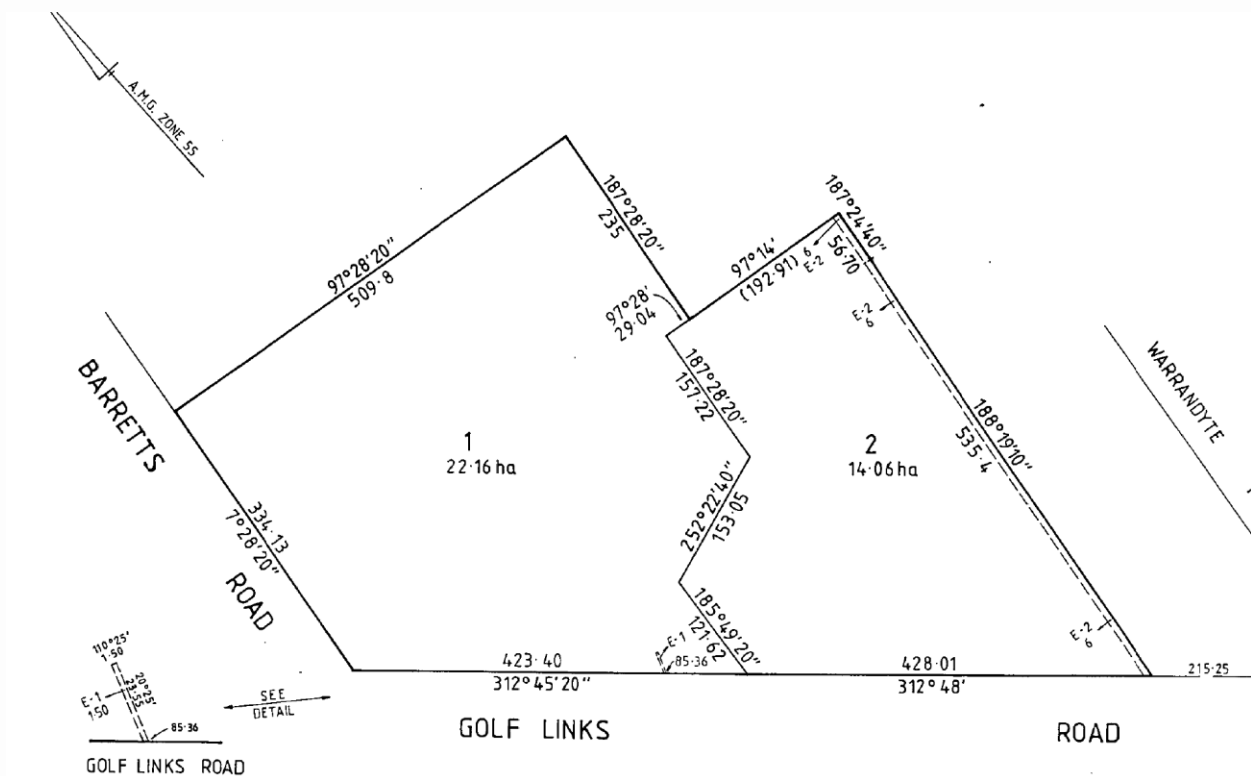 A.M.G. ZONE 55
97°28'20"
509·8
187°28'20"
235
187°24'40"
56·70
97°14'
(192·91)
6
E-2
97°28'
29·04
E-2
6
187°28'20"
157·22
BARRETTS
ROAD
1
22·16 ha
2
14·06 ha
188°19'10"
535·4
WARRANDYTE
252°22'40"
153·05
334·13
7°28'20"
185°49'20"
121·62
E-1
85·36
E-2
6
423·40
312°45'20"
428·01
312°48'
215·25
110°25'
1·50
20°25'
23·55
E-1
1·50
85·36
SEE
DETAIL
GOLF LINKS
ROAD
GOLF LINKS ROAD